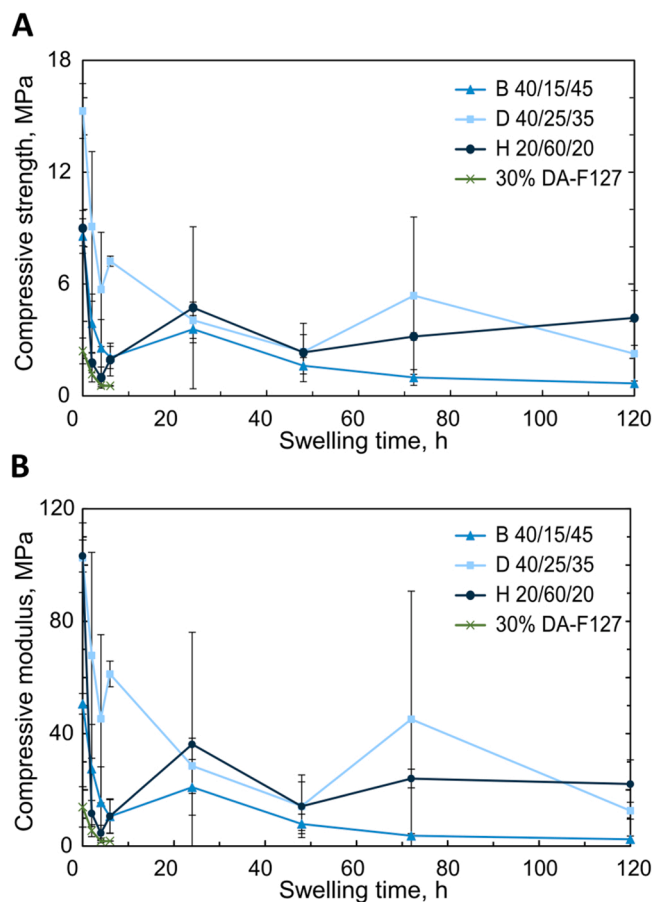 A
Compressive strength, MPa
18
12
6
0
B 40/15/45
D 40/25/35
H 20/60/20
30% DA-F127
0 20 40 60 80 100 120
Swelling time, h
B
Compressive modulus, MPa
120
80
40
0
B 40/15/45
D 40/25/35
H 20/60/20
30% DA-F127
0 20 40 60 80 100 120
Swelling time, h